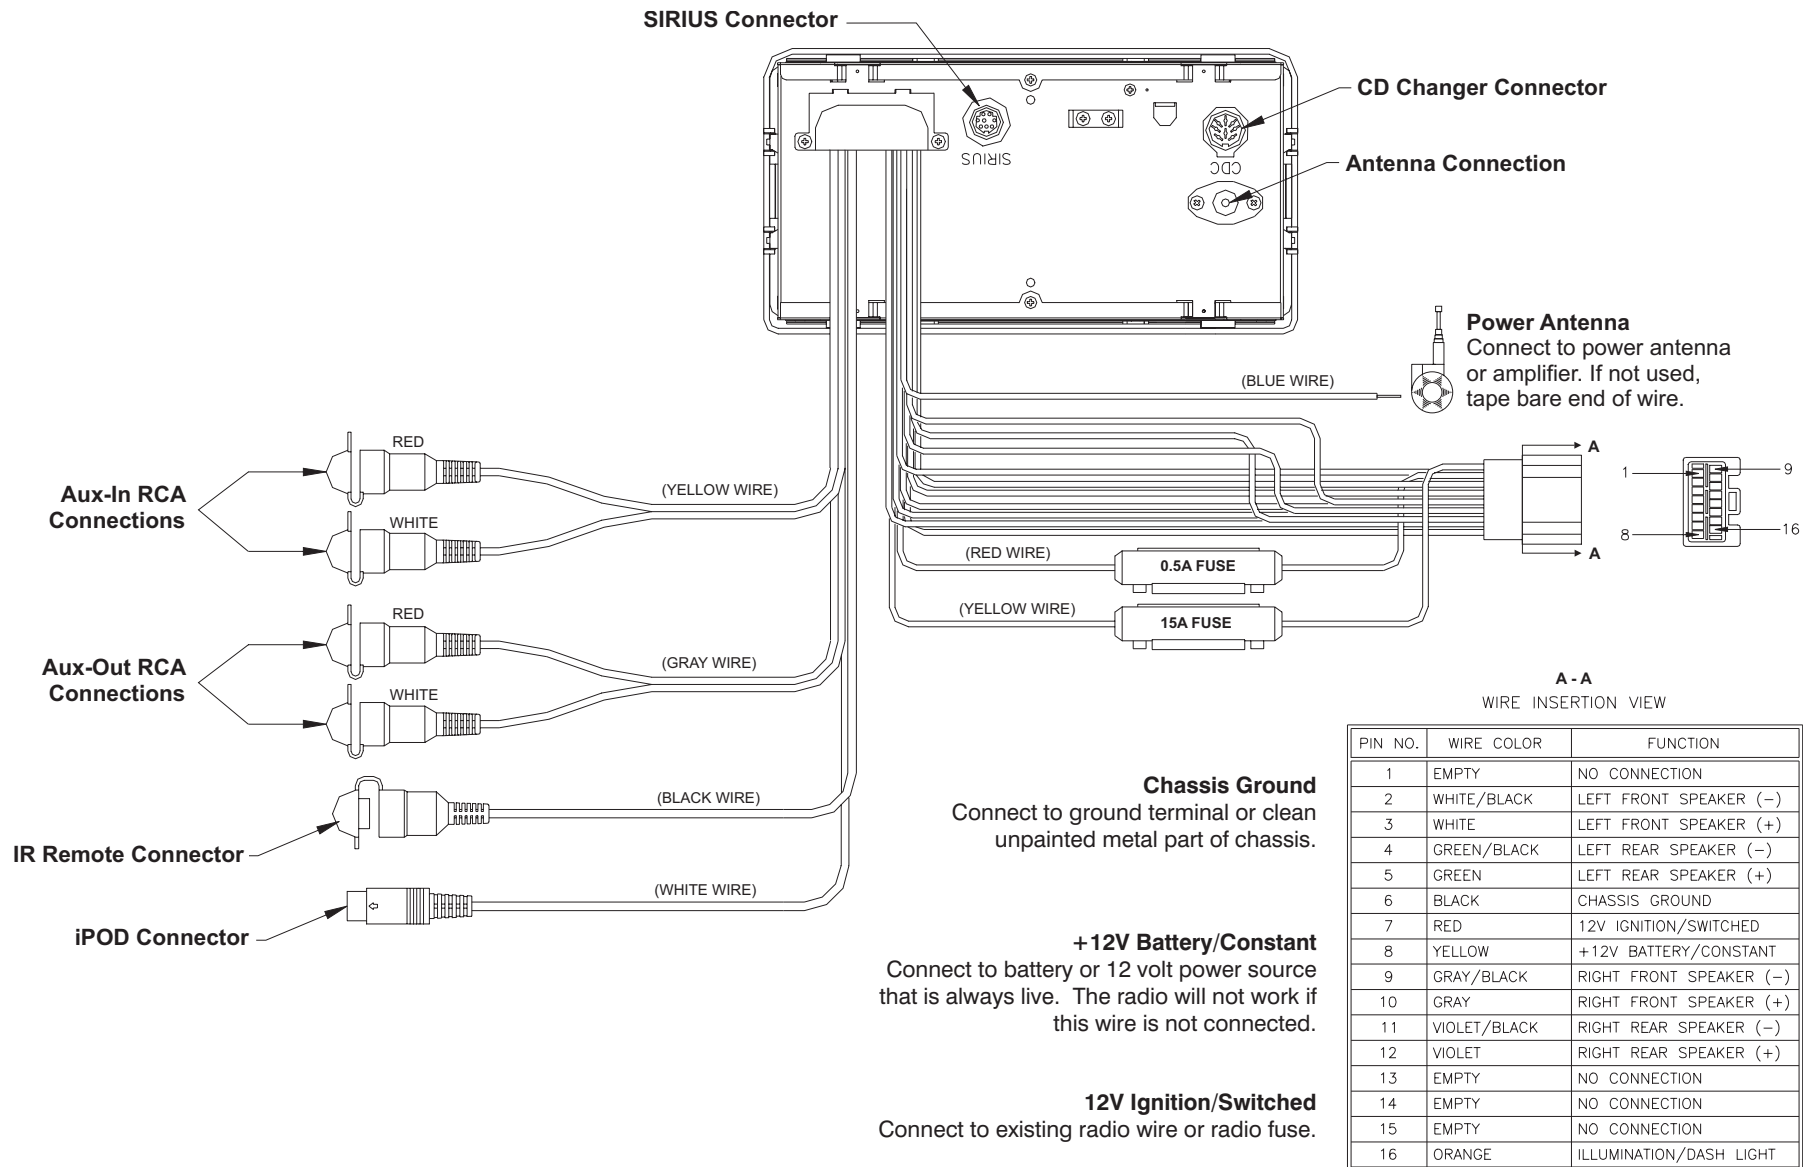 SIRIUS Connector
CD Changer Connector
SIRIUS
CDC
Antenna Connection
Power Antenna
Connect to power antenna
or amplifier. If not used,
tape bare end of wire.
(BLUE WIRE)
RED
Aux-In RCA
Connections
(YELLOW WIRE)
WHITE
A
1
9
8
16
A
(RED WIRE)
0.5A FUSE
(YELLOW WIRE)
15A FUSE
RED
Aux-Out RCA
Connections
(GRAY WIRE)
WHITE
(BLACK WIRE)
IR Remote Connector
(WHITE WIRE)
iPOD Connector
Chassis Ground
Connect to ground terminal or clean
unpainted metal part of chassis.
+12V Battery/Constant
Connect to battery or 12 volt power source
that is always live. The radio will not work if
this wire is not connected.
12V Ignition/Switched
Connect to existing radio wire or radio fuse.
A - A
WIRE INSERTION VIEW
PIN NO. WIRE COLOR FUNCTION
1 EMPTY NO CONNECTION
2 WHITE/BLACK LEFT FRONT SPEAKER (−)
3 WHITE LEFT FRONT SPEAKER (+)
4 GREEN/BLACK LEFT REAR SPEAKER (−)
5 GREEN LEFT REAR SPEAKER (+)
6 BLACK CHASSIS GROUND
7 RED 12V IGNITION/SWITCHED
8 YELLOW +12V BATTERY/CONSTANT
9 GRAY/BLACK RIGHT FRONT SPEAKER (−)
10 GRAY RIGHT FRONT SPEAKER (+)
11 VIOLET/BLACK RIGHT REAR SPEAKER (−)
12 VIOLET RIGHT REAR SPEAKER (+)
13 EMPTY NO CONNECTION
14 EMPTY NO CONNECTION
15 EMPTY NO CONNECTION
16 ORANGE ILLUMINATION/DASH LIGHT